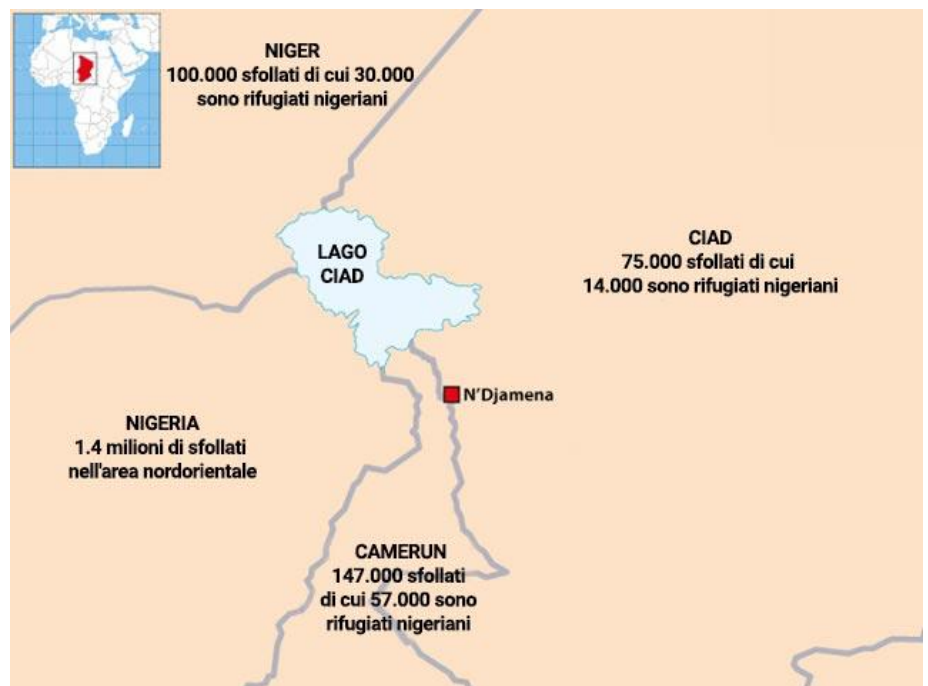 NIGER
100.000 sfollati di cui 30.000
sono rifugiati nigeriani
LAGO
CIAD
CIAD
75.000 sfollati di cui
14.000 sono rifugiati nigeriani
N'Djamena
NIGERIA
1.4 milioni di sfollati
nell'area nordorientale
CAMERUN
147.000 sfollati
di cui 57.000 sono
rifugiati nigeriani